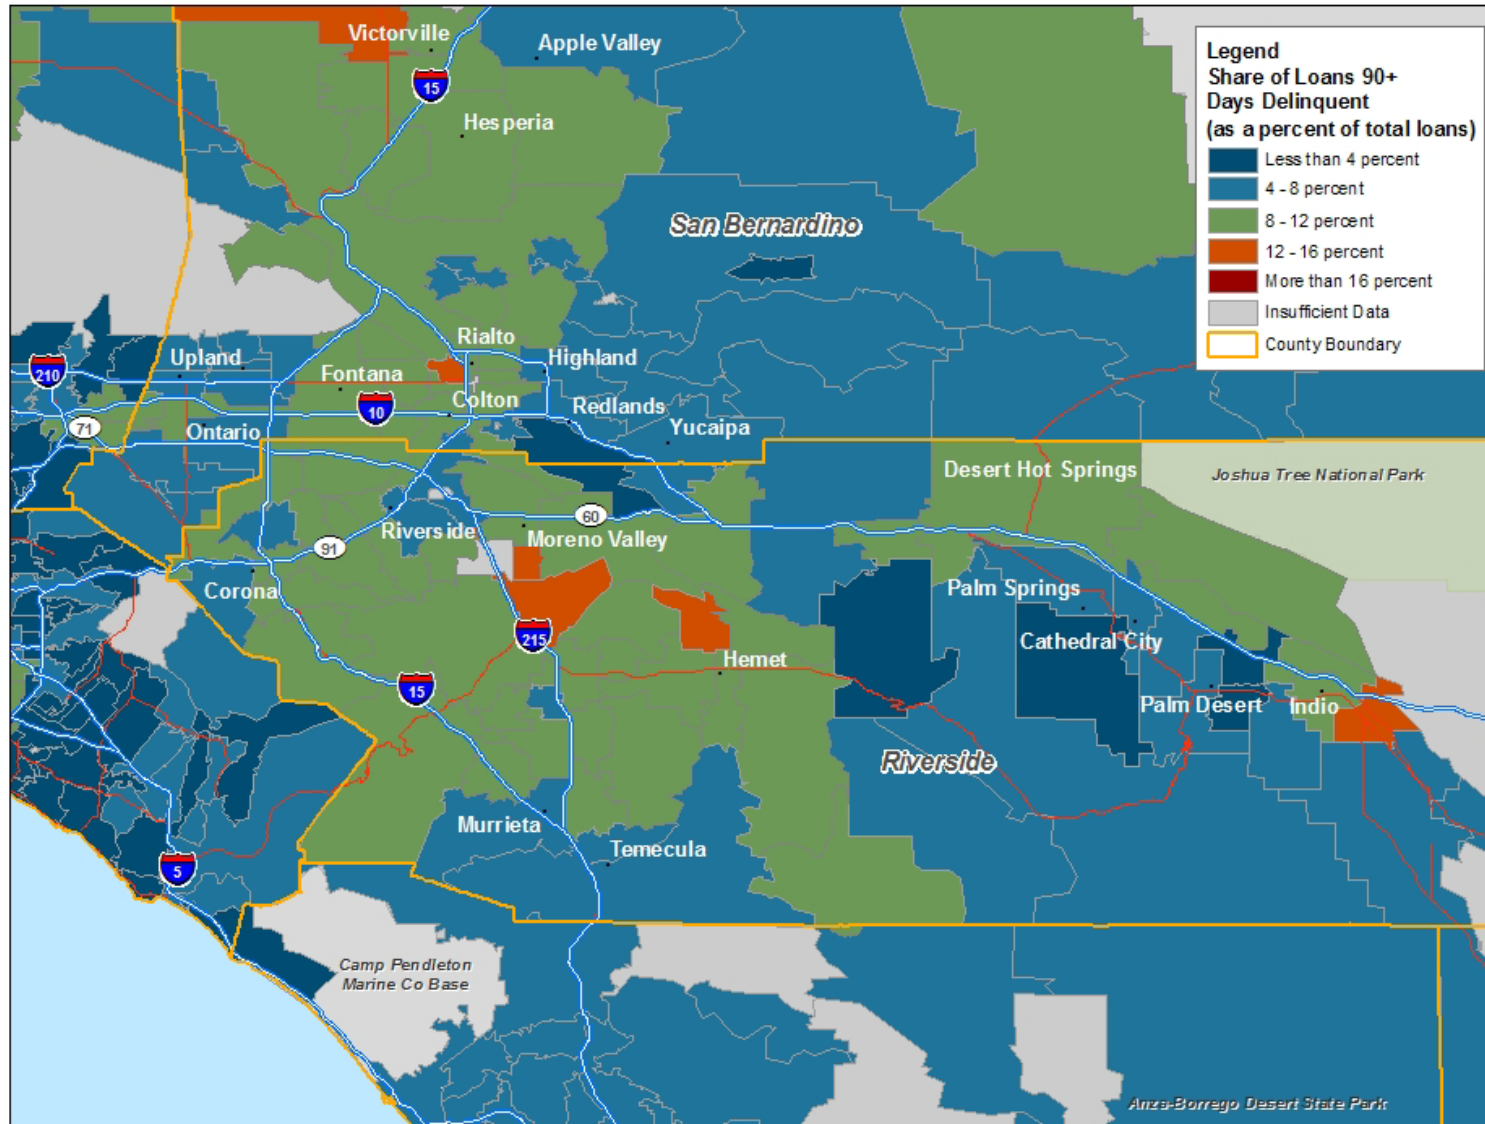 Victorville
Apple Valley
15
Hesperia
Legend
Share of Loans 90+
Days Delinquent
(as a percent of total loans)
Less than 4 percent
4 - 8 percent
8 - 12 percent
12 - 16 percent
More than 16 percent
Insufficient Data
County Boundary
San Bernardino
Rialto
Upland
Highland
210
Fontana
10
Colton
Redlands
71
Ontario
Yucaipa
Desert Hot Springs
Joshua Tree National Park
60
Riverside
91
Moreno Valley
Corona
Palm Springs
215
Cathedral City
Hemet
15
Palm Desert
Indio
Riverside
Murrieta
Temecula
5
Camp Pendleton
Marine Co Base
Anza-Borrego Desert State Park